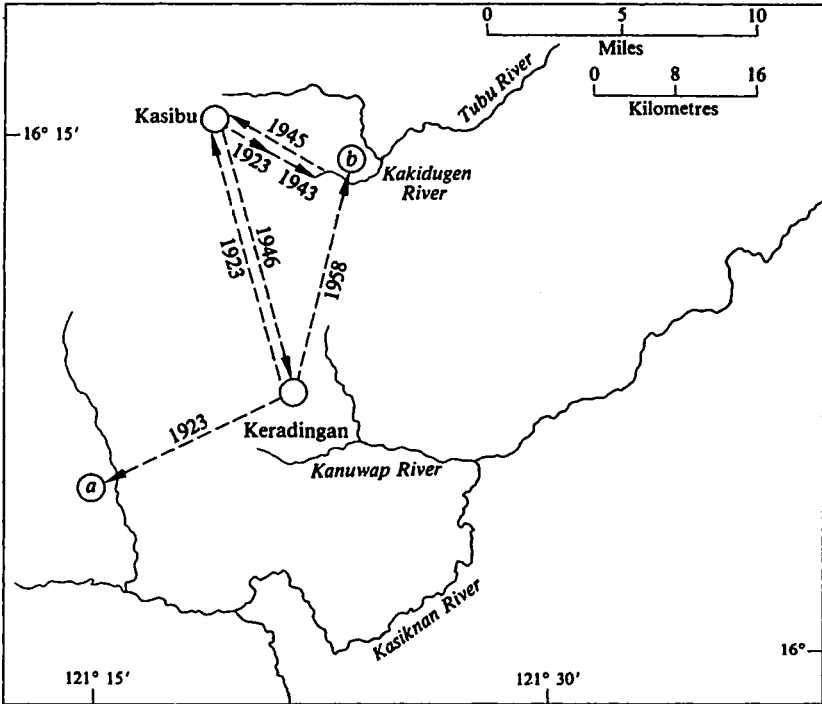 0 5 10
Miles
0 8 16
Kilometres
Tubu River
Kasibu
16° 15′
1945
1923
1943
b
Kakidugen
River
1946
1923
1958
1923
Keradingan
Kanuwap River
a
Kasiknan River
16°
121° 15′
121° 30′